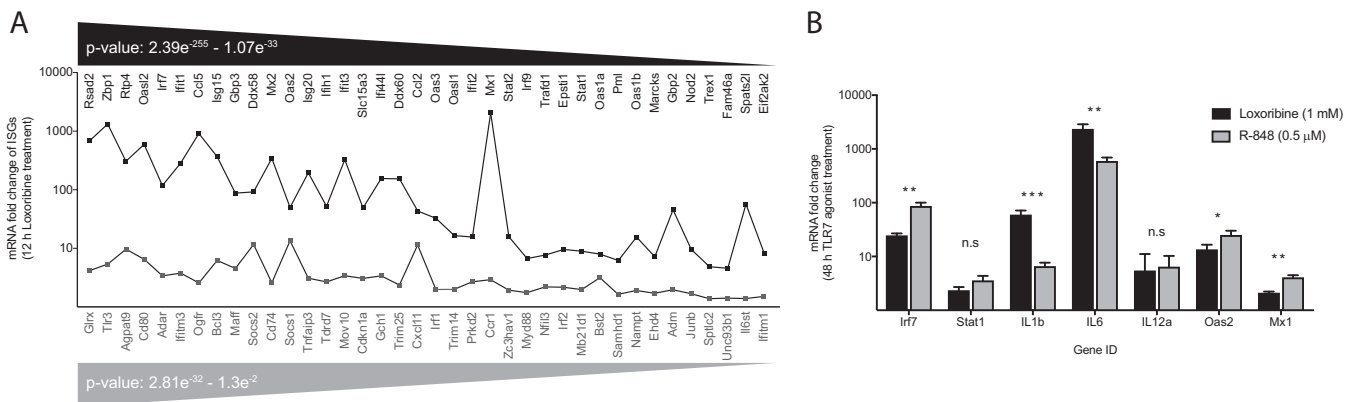 A
p-value: 2.39e-255 - 1.07e-33
10000
1000
100
10
mRNA fold change of ISGs
(12 h Loxoribine treatment)
Rsad2
Zbp1
Rtp4
Oasl2
Irf7
Ifit1
Ccl5
Isg15
Gbp3
Ddx58
Mx2
Oas2
Isg20
Ifih1
Ifit3
Slc15a3
Ifi44l
Ddx60
Ccl2
Oas3
Oasl1
Ifit2
Mx1
Stat2
Irf9
Trafd1
Epsti1
Stat1
Oas1a
Pml
Oas1b
Marcks
Gbp2
Nod2
Trex1
Fam46a
Spats2l
Eif2ak2
Glrx
Tlr3
Agpat9
Cd80
Adar
Ifitm3
Ogfr
Bcl3
Maff
Socs2
Cd74
Socs1
Tnfaip3
Tdrd7
Mov10
Cdkn1a
Gch1
Trim25
Cxcl11
Irf1
Trim14
Prkd2
Ccr1
Zc3hav1
Myd88
Nfil3
Irf2
Mb21d1
Bst2
Samhd1
Nampt
Ehd4
Adm
Junb
Sptlc2
Unc93b1
Il6st
Ifitm1
p-value: 2.81e-32 - 1.3e-2
B
10000
1000
100
10
mRNA fold change
(48 h TLR7 agonist treatment)
Loxoribine (1 mM)
R-848 (0.5 μM)
**
n.s
***
**
n.s
*
**
Irf7
Stat1
IL1b
IL6
IL12a
Oas2
Mx1
Gene ID